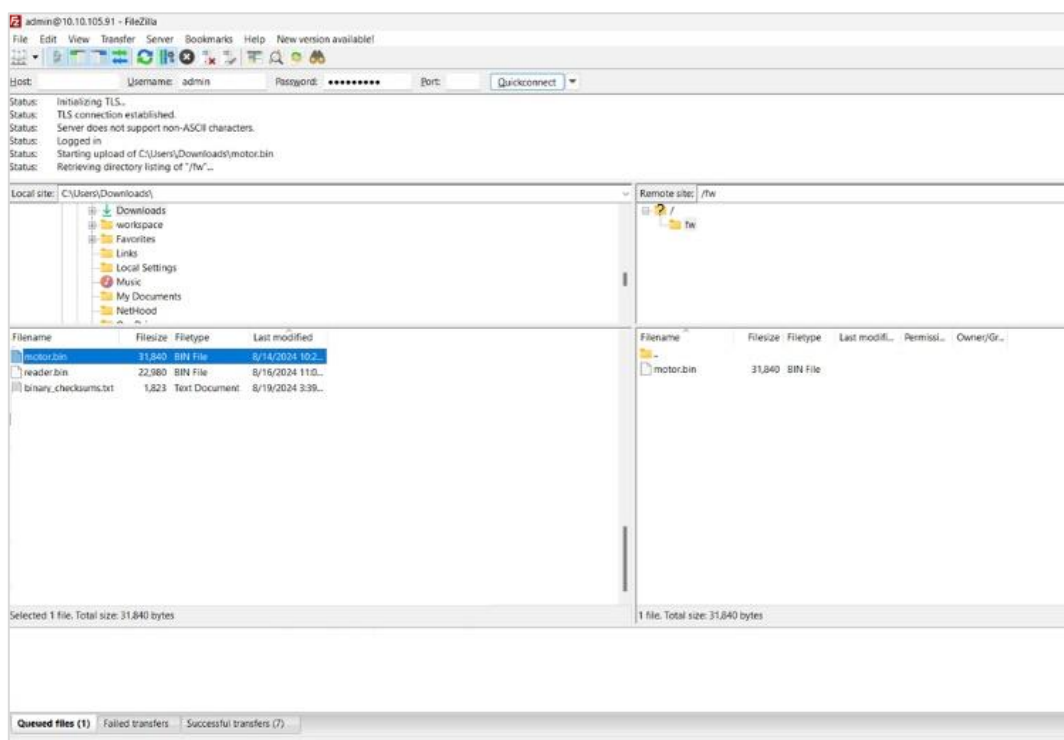 admin@10.10.105.91 - FileZilla
File Edit View Transfer Server Bookmarks Help New version available!
Host: Username: admin Password: ●●●●●●●●● Port: Quickconnect
Status: Initializing TLS...
Status: TLS connection established.
Status: Server does not support non-ASCII characters.
Status: Logged in
Status: Starting upload of C:\Users\Downloads\motor.bin
Status: Retrieving directory listing of "/fw"...
Local site: C:\Users\Downloads\
Downloads
workspace
Favorites
Links
Local Settings
Music
My Documents
NetHood
Remote site: /fw
/
fw
Filename Filesize Filetype Last modified
motor.bin 31,840 BIN File 8/14/2024 10:2...
reader.bin 22,980 BIN File 8/16/2024 11:0...
binary_checksums.txt 1,823 Text Document 8/19/2024 3:39...
Selected 1 file. Total size: 31,840 bytes
Filename Filesize Filetype Last modifi... Permissi... Owner/Gr...
..
motor.bin 31,840 BIN File
1 file. Total size: 31,840 bytes
Queued files (1) Failed transfers Successful transfers (7)